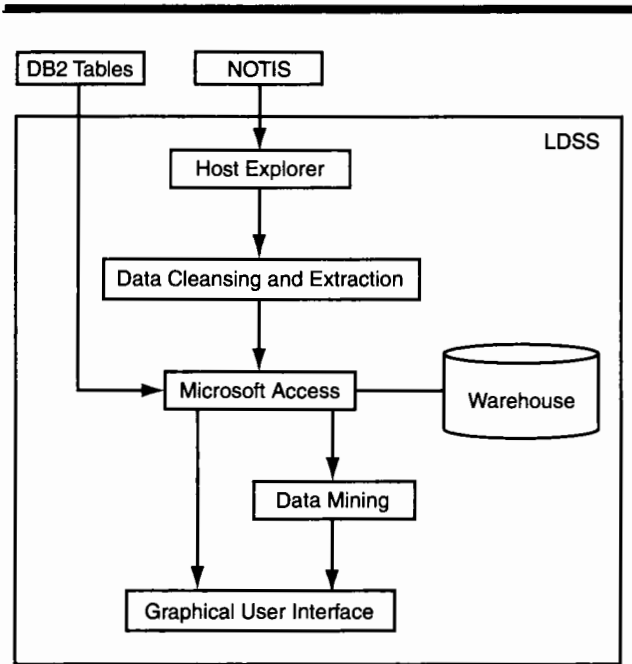 DB2 Tables
NOTIS
LDSS
Host Explorer
Data Cleansing and Extraction
Microsoft Access
Warehouse
Data Mining
Graphical User Interface